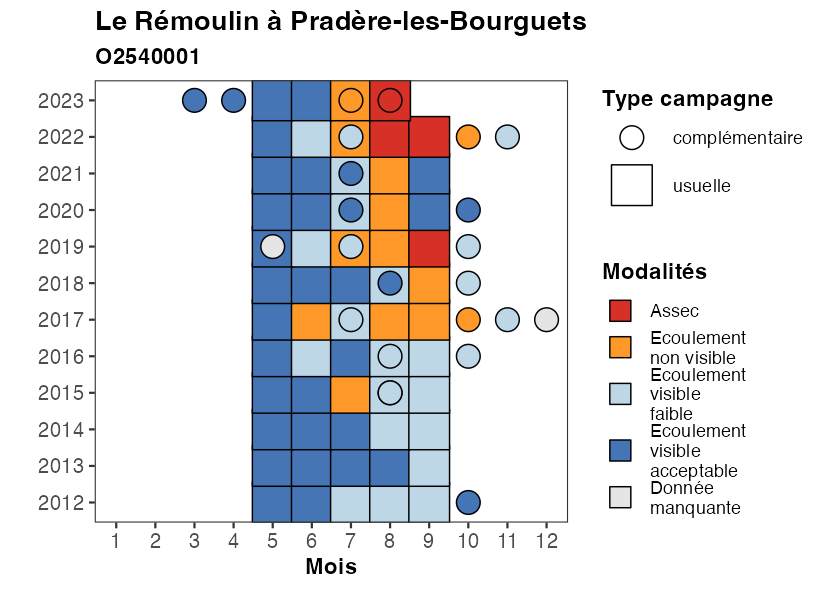 Le Rémoulin à Pradère-les-Bourguets
O2540001
2023
2022
2021
2020
2019
2018
2017
2016
2015
2014
2013
2012
1 2 3 4 5 6 7 8 9 10 11 12
Mois
Type campagne
complémentaire
usuelle
Modalités
Assec
Ecoulement
non visible
Ecoulement
visible
faible
Ecoulement
visible
acceptable
Donnée
manquante